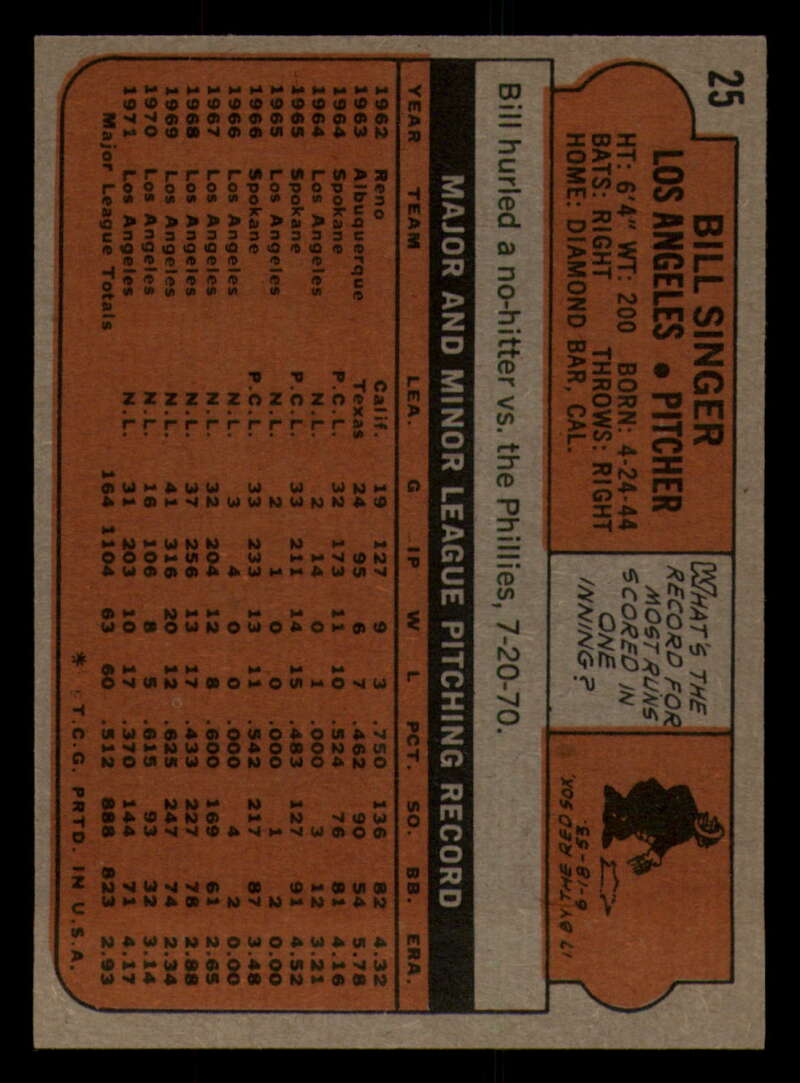 25
BILL SINGER
LOS ANGELES • PITCHER
HT: 6'4" WT: 200 BORN: 4-24-44
BATS: RIGHT THROWS: RIGHT
HOME: DIAMOND BAR, CAL.
WHAT'S THE
RECORD FOR
MOST RUNS
SCORED IN
ONE
INNING?
17 BY THE RED SOX,
6-18-53.
Bill hurled a no-hitter vs. the Phillies, 7-20-70.
MAJOR AND MINOR LEAGUE PITCHING RECORD
YEAR TEAM LEA. G IP W L PCT. SO. BB. ERA.
1962 Reno Calif. 19 127 9 3 .750 136 82 4.32
1963 Albuquerque Texas 24 95 6 7 .462 90 54 5.78
1964 Spokane P.C.L. 32 173 11 10 .524 76 81 4.16
1964 Los Angeles N.L. 2 14 0 1 .000 3 12 3.21
1965 Spokane P.C.L. 33 211 14 15 .483 127 91 4.52
1965 Los Angeles N.L. 2 1 0 0 .000 1 2 0.00
1966 Spokane P.C.L. 33 233 13 11 .542 217 87 3.48
1966 Los Angeles N.L. 3 4 0 0 .000 4 2 0.00
1967 Los Angeles N.L. 32 204 12 8 .600 169 61 2.65
1968 Los Angeles N.L. 37 256 13 17 .433 227 78 2.88
1969 Los Angeles N.L. 41 316 20 12 .625 247 74 2.34
1970 Los Angeles N.L. 16 106 8 5 .615 93 32 3.14
1971 Los Angeles N.L. 31 203 10 17 .370 144 71 4.17
Major League Totals 164 1104 63 60 .512 888 823 2.93
* T.C.G. PRTD. IN U.S.A.